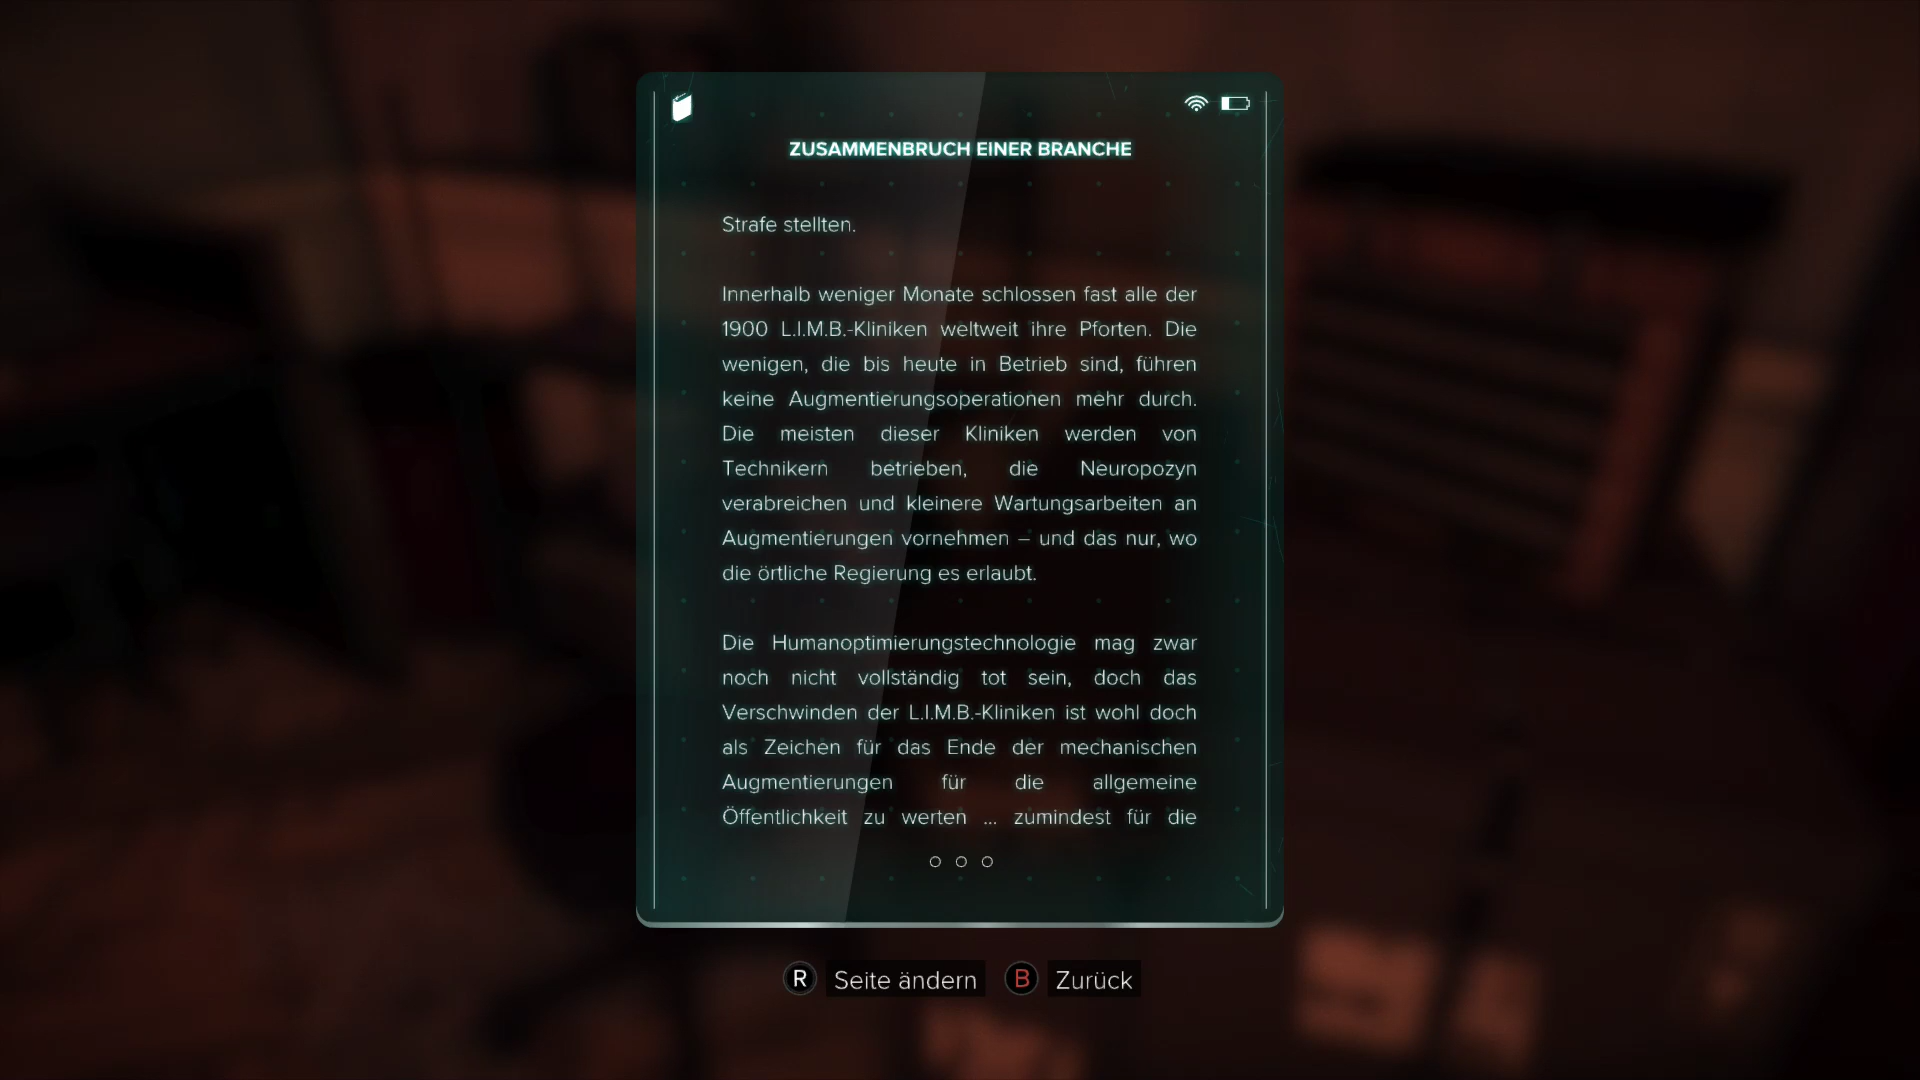 ZUSAMMENBRUCH EINER BRANCHE
Strafe stellten.
Innerhalb weniger Monate schlossen fast alle der
1900 L.I.M.B.-Kliniken weltweit ihre Pforten. Die
wenigen, die bis heute in Betrieb sind, führen
keine Augmentierungsoperationen mehr durch.
Die meisten dieser Kliniken werden von
Technikern betrieben, die Neuropozyn
verabreichen und kleinere Wartungsarbeiten an
Augmentierungen vornehmen – und das nur, wo
die örtliche Regierung es erlaubt.
Die Humanoptimierungstechnologie mag zwar
noch nicht vollständig tot sein, doch das
Verschwinden der L.I.M.B.-Kliniken ist wohl doch
als Zeichen für das Ende der mechanischen
Augmentierungen für die allgemeine
Öffentlichkeit zu werten ... zumindest für die
R Seite ändern B Zurück